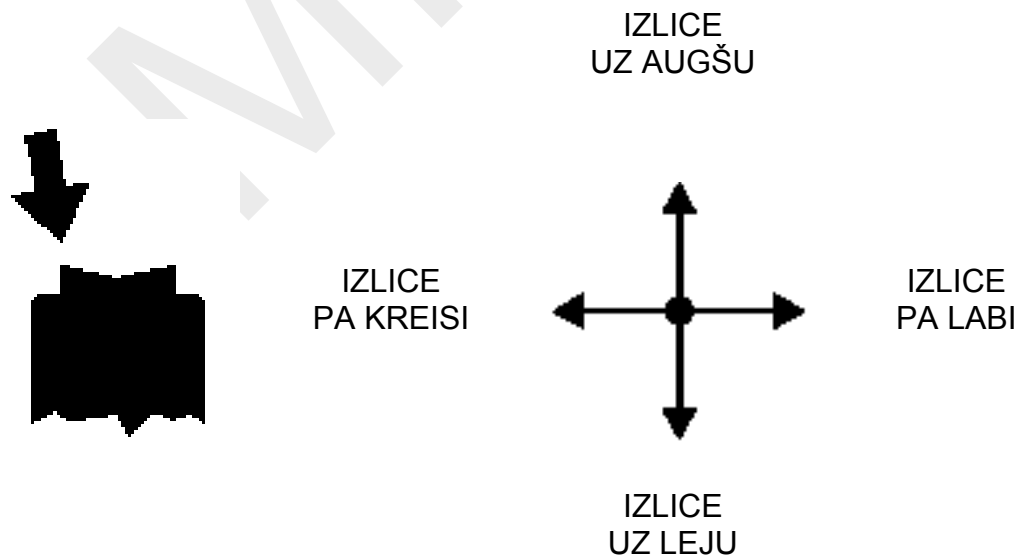 IZLICE
UZ AUGŠU
IZLICE
PA KREISI
IZLICE
PA LABI
IZLICE
UZ LEJU